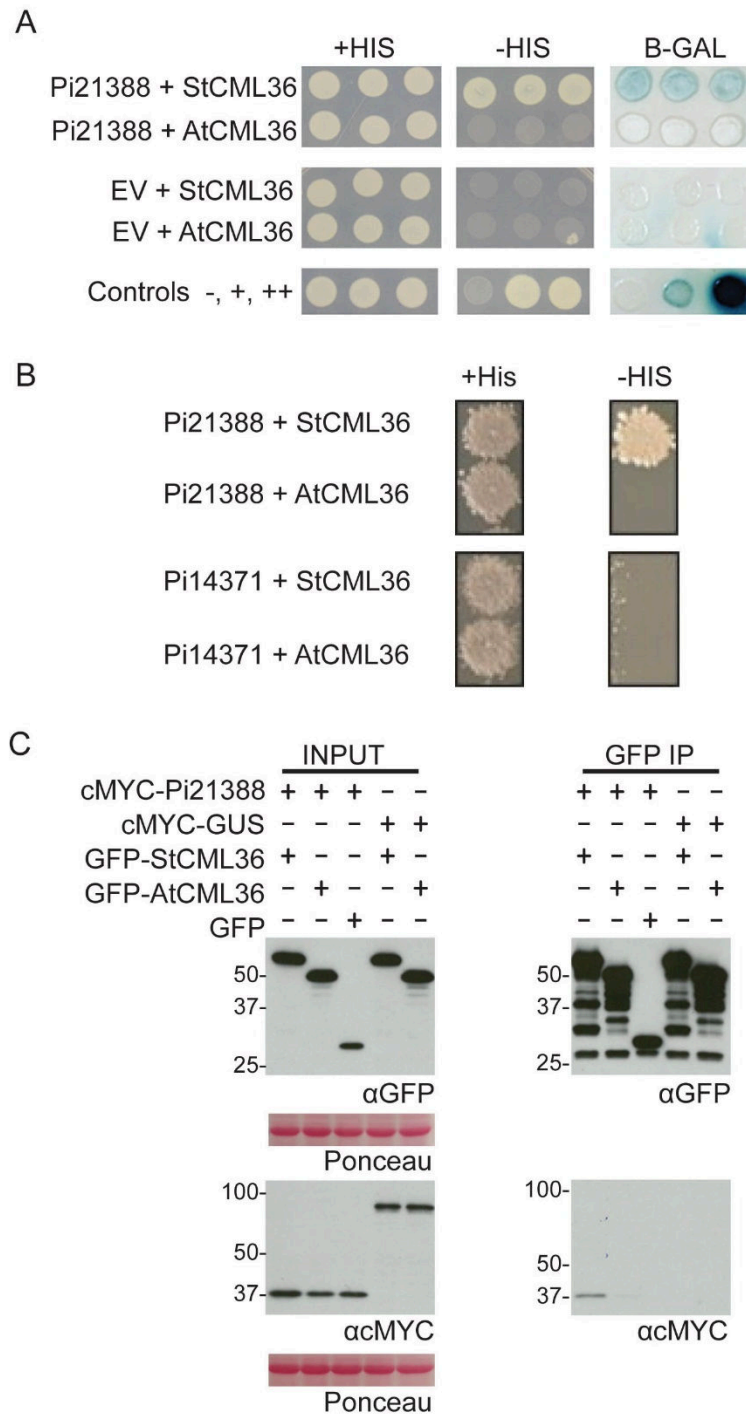 A
+HIS -HIS B-GAL
Pi21388 + StCML36
Pi21388 + AtCML36
EV + StCML36
EV + AtCML36
Controls -, +, ++
B
+His -HIS
Pi21388 + StCML36
Pi21388 + AtCML36
Pi14371 + StCML36
Pi14371 + AtCML36
C
INPUT GFP IP
cMYC-Pi21388 + + + - - + + + - -
cMYC-GUS - - - + + - - - + +
GFP-StCML36 + - - + - + - - + -
GFP-AtCML36 - + - - + - + - - +
GFP - - + - - - - + - -
50- 50-
37- 37-
25- 25-
αGFP αGFP
Ponceau
100- 100-
50- 50-
37- 37-
αcMYC αcMYC
Ponceau